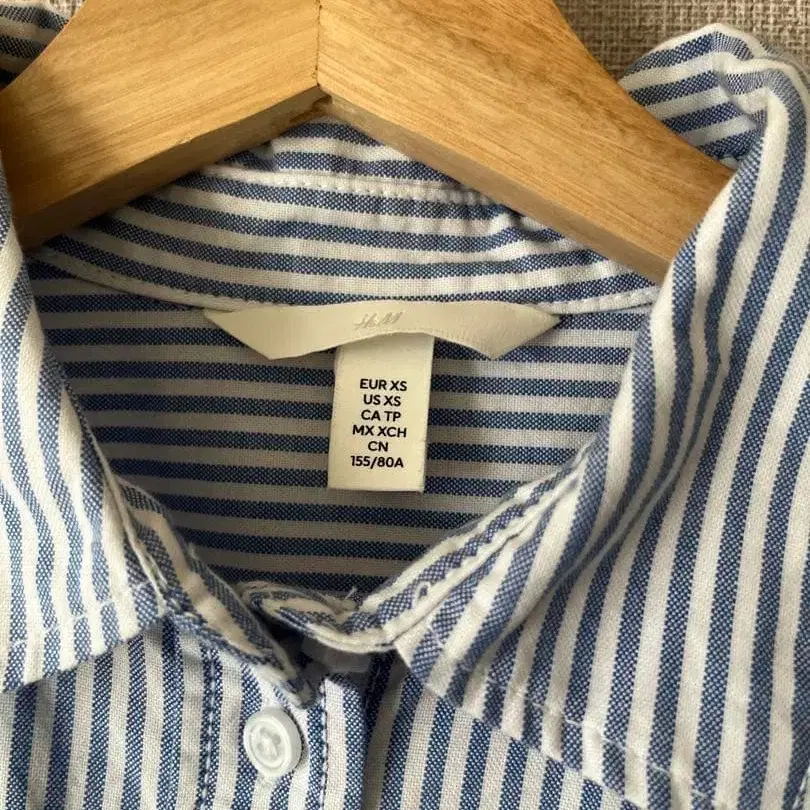 H&M
EUR XS
US XS
CA TP
MX XCH
CN
155/80A